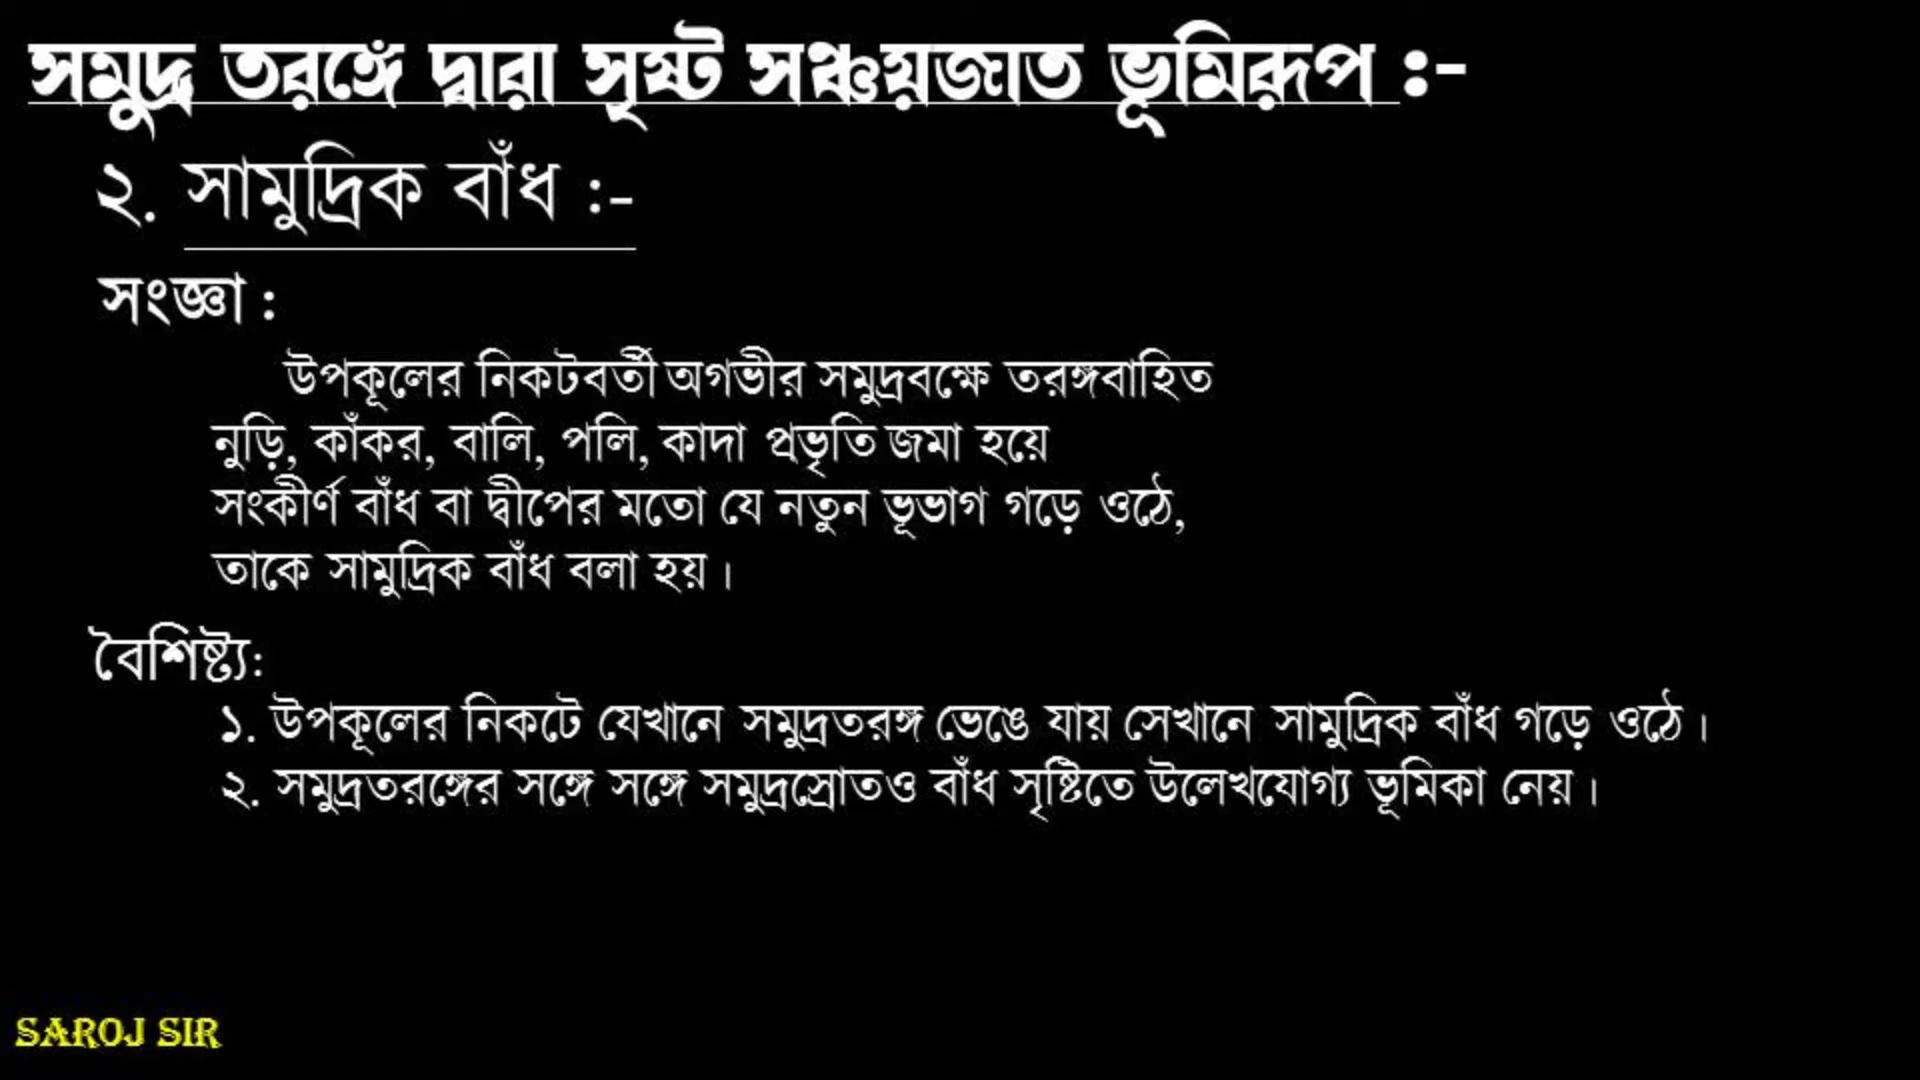 সমুদ্র তরঙ্গে দ্বারা সৃষ্ট সঞ্চয়জাত ভূমিরূপ :-
২. সামুদ্রিক বাঁধ :-
সংজ্ঞা :
উপকূলের নিকটবর্তী অগভীর সমুদ্রবক্ষে তরঙ্গবাহিত
নুড়ি, কাঁকর, বালি, পলি, কাদা প্রভৃতি জমা হয়ে
সংকীর্ণ বাঁধ বা দ্বীপের মতো যে নতুন ভূভাগ গড়ে ওঠে,
তাকে সামুদ্রিক বাঁধ বলা হয়।
বৈশিষ্ট্য:
১. উপকূলের নিকটে যেখানে সমুদ্রতরঙ্গ ভেঙে যায় সেখানে সামুদ্রিক বাঁধ গড়ে ওঠে।
২. সমুদ্রতরঙ্গের সঙ্গে সঙ্গে সমুদ্রস্রোতও বাঁধ সৃষ্টিতে উলেখযোগ্য ভূমিকা নেয়।
SAROJ SIR